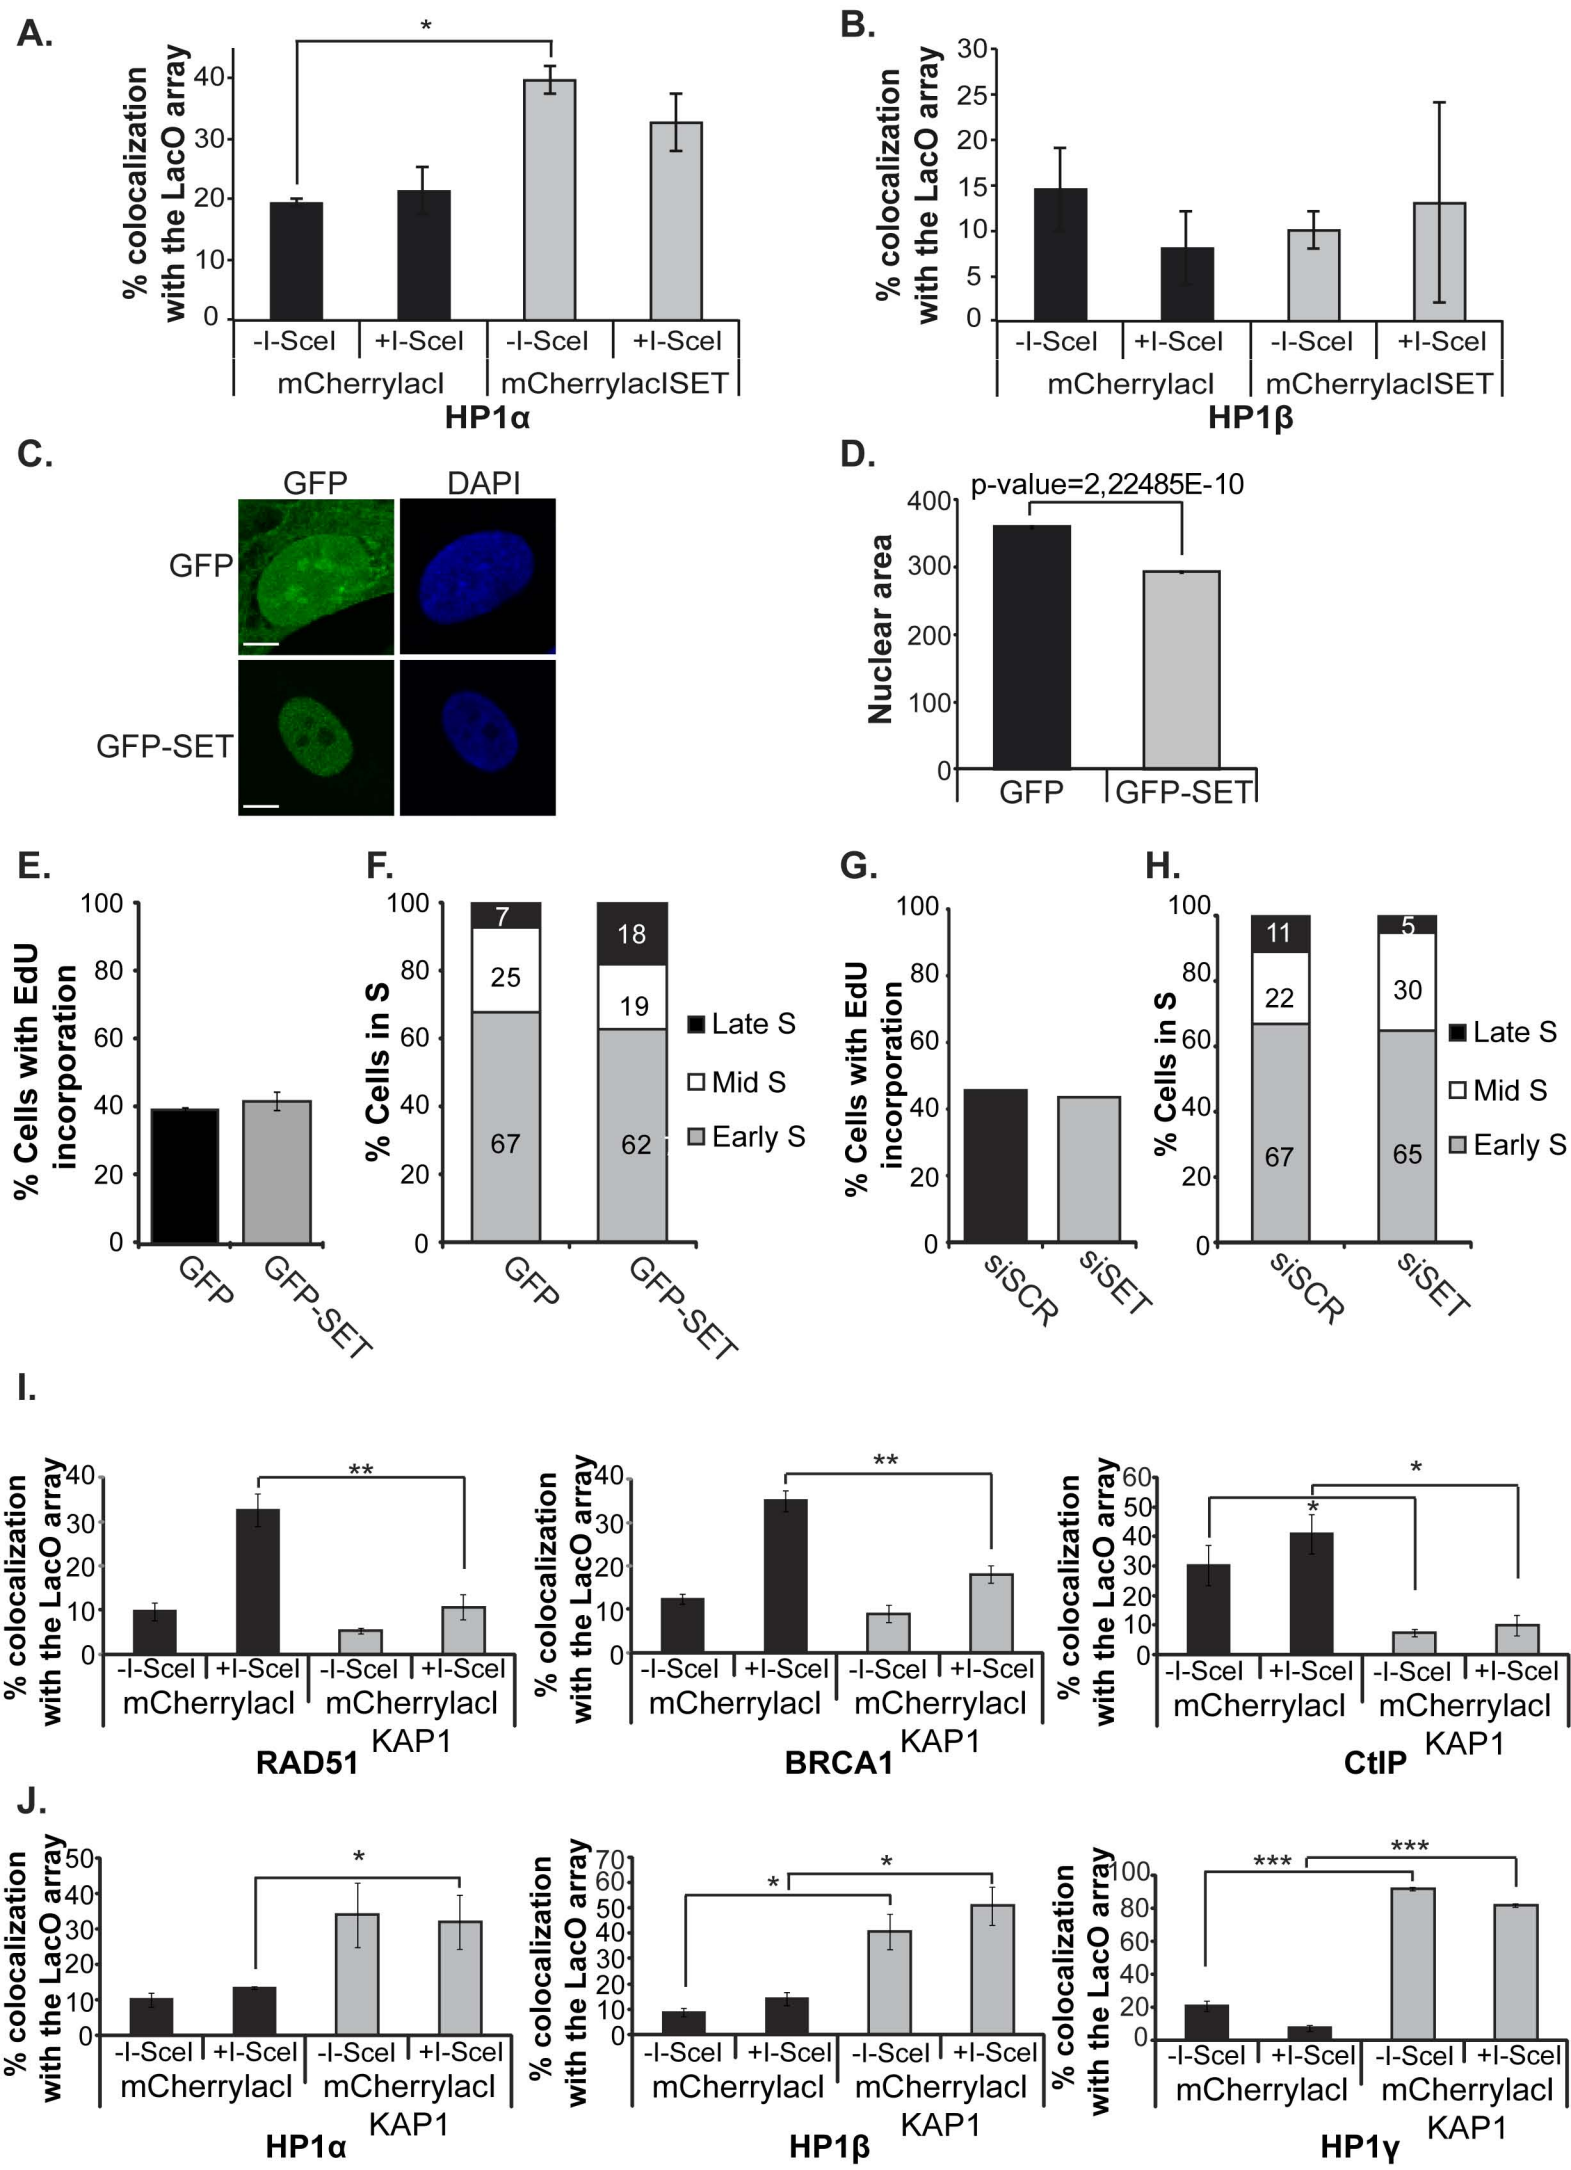 A.
*
% colocalization
with the LacO array
40
30
20
10
0
-I-SceI +I-SceI -I-SceI +I-SceI
mCherrylacI mCherrylacISET
HP1α
B.
% colocalization
with the LacO array
30
25
20
15
10
5
0
-I-SceI +I-SceI -I-SceI +I-SceI
mCherrylacI mCherrylacISET
HP1β
C.
GFP DAPI
GFP
GFP-SET
D.
p-value=2,22485E-10
Nuclear area
400
300
200
100
0
GFP GFP-SET
E.
% Cells with EdU
incorporation
100
80
60
40
20
0
GFP
GFP-SET
F.
% Cells in S
100
80
60
40
20
0
7
25
67
18
19
62
GFP
GFP-SET
Late S
Mid S
Early S
G.
% Cells with EdU
incorporation
100
80
60
40
20
0
siSCR
siSET
H.
% Cells in S
100
80
60
40
20
0
11
22
67
5
30
65
siSCR
siSET
Late S
Mid S
Early S
I.
% colocalization
with the LacO array
40
30
20
10
0
**
-I-SceI +I-SceI -I-SceI +I-SceI
mCherrylacI mCherrylacI
KAP1
RAD51
% colocalization
with the LacO array
40
30
20
10
0
**
-I-SceI +I-SceI -I-SceI +I-SceI
mCherrylacI mCherrylacI
KAP1
BRCA1
% colocalization
with the LacO array
60
50
40
30
20
10
0
*
*
-I-SceI +I-SceI -I-SceI +I-SceI
mCherrylacI mCherrylacI
KAP1
CtIP
J.
% colocalization
with the LacO array
50
40
30
20
10
0
*
-I-SceI +I-SceI -I-SceI +I-SceI
mCherrylacI mCherrylacI
KAP1
HP1α
% colocalization
with the LacO array
70
60
50
40
30
20
10
0
*
*
-I-SceI +I-SceI -I-SceI +I-SceI
mCherrylacI mCherrylacI
KAP1
HP1β
% colocalization
with the LacO array
100
80
60
40
20
0
***
***
-I-SceI +I-SceI -I-SceI +I-SceI
mCherrylacI mCherrylacI
KAP1
HP1γ